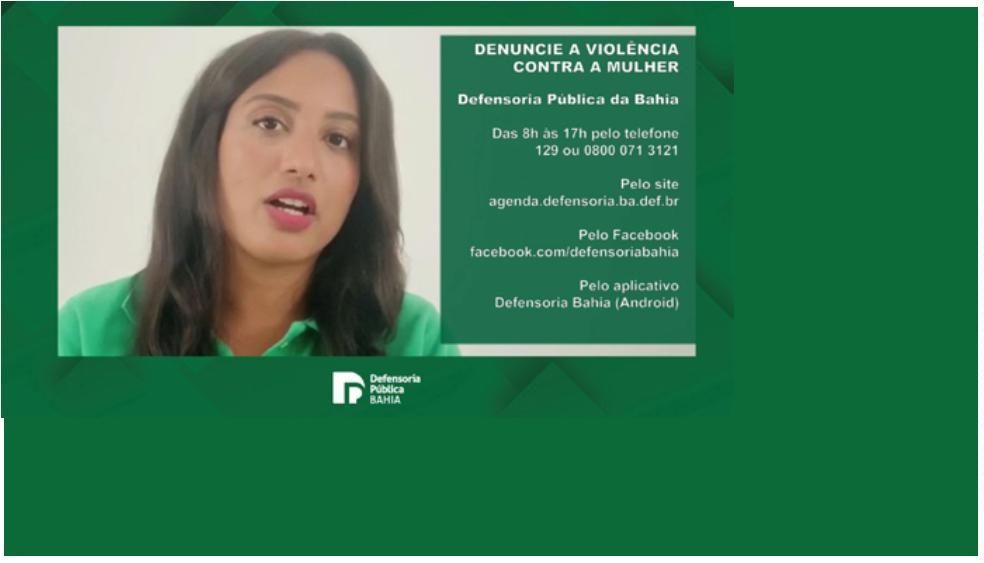 DENUNCIE A VIOLÊNCIA
CONTRA A MULHER
Defensoria Pública da Bahia
Das 8h às 17h pelo telefone
129 ou 0800 071 3121
Pelo site
agenda.defensoria.ba.def.br
Pelo Facebook
facebook.com/defensoriabahia
Pelo aplicativo
Defensoria Bahia (Android)
Defensoria
Pública
BAHIA